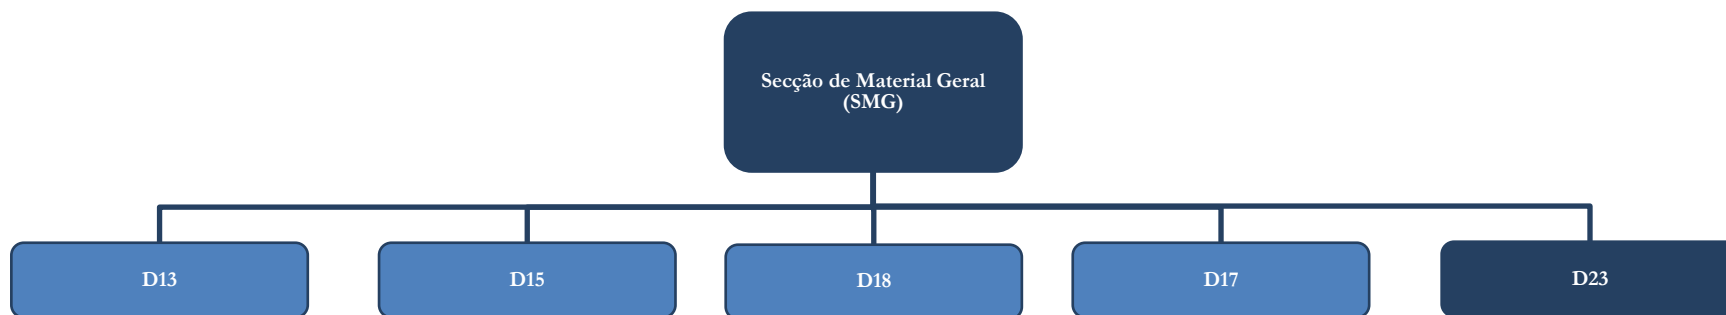 Secção de Material Geral
(SMG)
D13
D15
D18
D17
D23